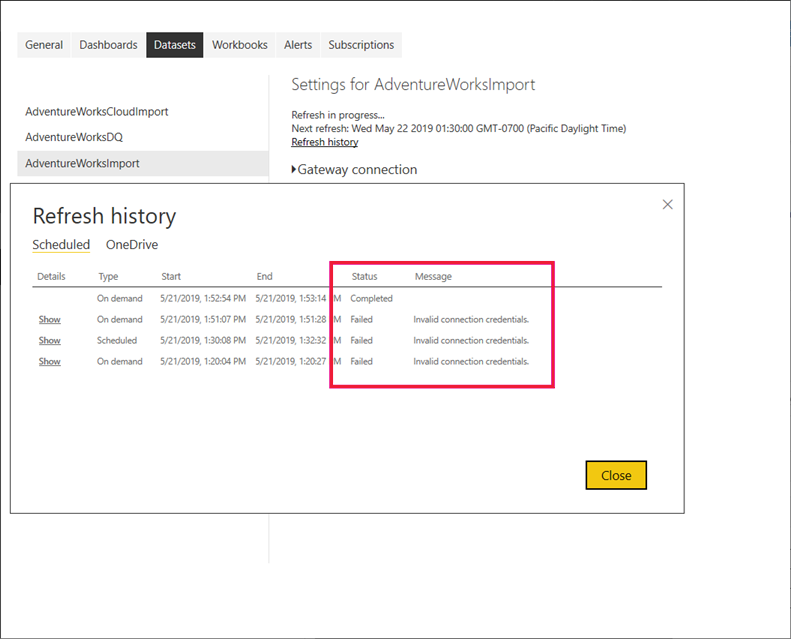 General Dashboards Datasets Workbooks Alerts Subscriptions
Settings for AdventureWorksImport
AdventureWorksCloudImport
AdventureWorksDQ
AdventureWorksImport
Refresh in progress...
Next refresh: Wed May 22 2019 01:30:00 GMT-0700 (Pacific Daylight Time)
Refresh history
Gateway connection
Refresh history
Scheduled OneDrive
Details Type Start End Status Message
On demand 5/21/2019, 1:52:54 PM 5/21/2019, 1:53:14 M Completed
Show On demand 5/21/2019, 1:51:07 PM 5/21/2019, 1:51:28 M Failed Invalid connection credentials.
Show Scheduled 5/21/2019, 1:30:08 PM 5/21/2019, 1:32:32 M Failed Invalid connection credentials.
Show On demand 5/21/2019, 1:20:04 PM 5/21/2019, 1:20:27 M Failed Invalid connection credentials.
Close